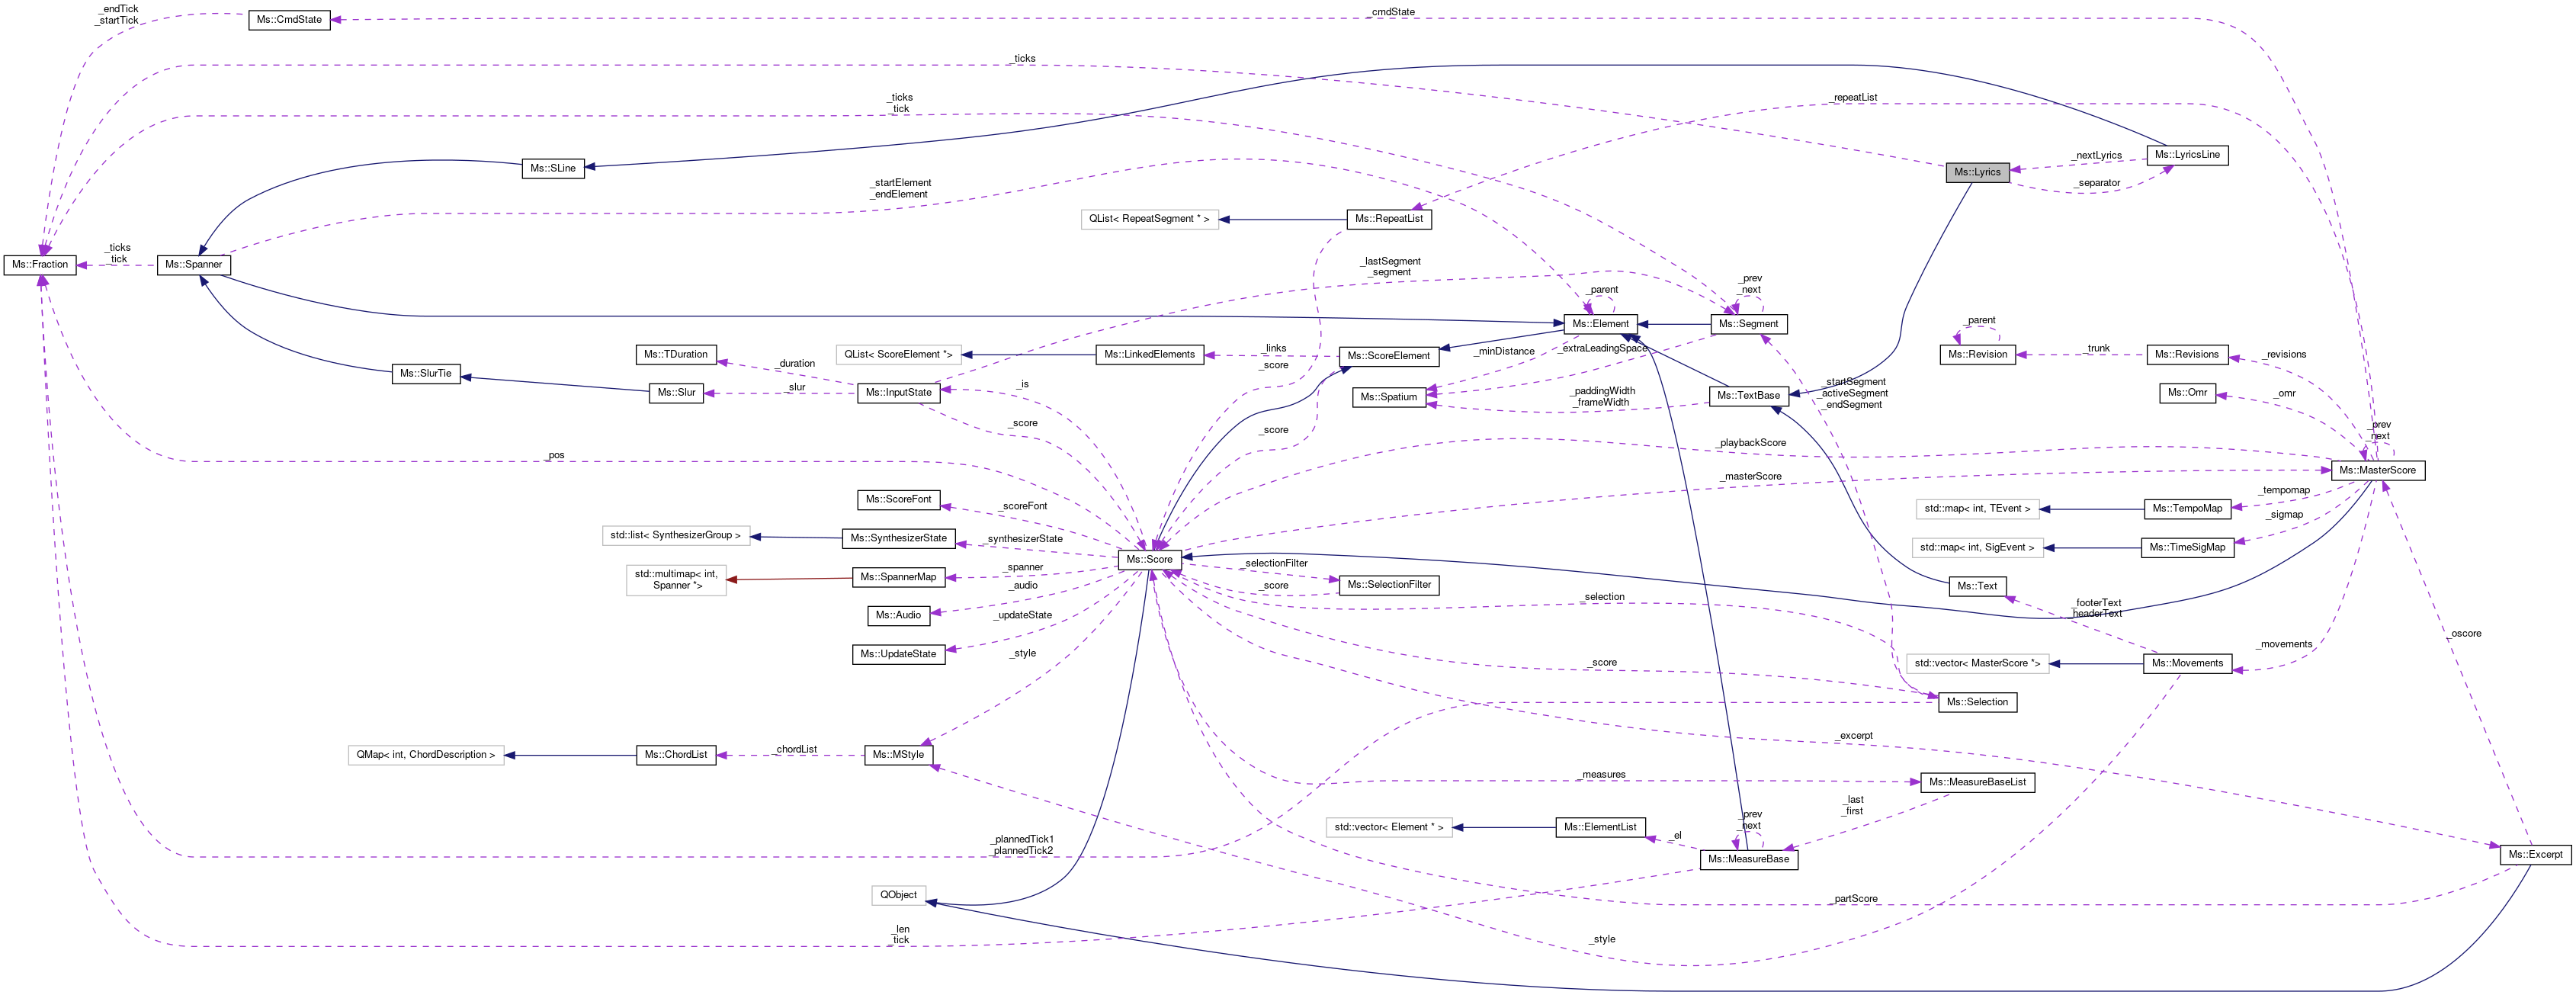 _endTick
_startTick
Ms::CmdState
_cmdState
_ticks
_ticks
_tick
_repeatList
Ms::SLine
Ms::LyricsLine
_nextLyrics
Ms::Lyrics
_separator
_startElement
_endElement
QList< RepeatSegment * >
Ms::RepeatList
_ticks
_tick
Ms::Fraction
Ms::Spanner
_lastSegment
_segment
_parent
_prev
_next
Ms::Element
Ms::Segment
_parent
Ms::TDuration
_duration
QList< ScoreElement *>
Ms::LinkedElements
_links
_score
Ms::ScoreElement
_minDistance
_extraLeadingSpace
Ms::Revision
_trunk
Ms::Revisions
_revisions
Ms::SlurTie
Ms::Slur
_slur
Ms::InputState
_is
Ms::Spatium
_paddingWidth
_frameWidth
Ms::TextBase
_startSegment
_activeSegment
_endSegment
Ms::Omr
_omr
_score
_score
_prev
_next
_playbackScore
_pos
_masterScore
Ms::MasterScore
Ms::ScoreFont
_scoreFont
_tempomap
std::map< int, TEvent >
Ms::TempoMap
_sigmap
std::list< SynthesizerGroup >
Ms::SynthesizerState
_synthesizerState
std::map< int, SigEvent >
Ms::TimeSigMap
Ms::Score
_selectionFilter
std::multimap< int,
Spanner *>
Ms::SpannerMap
_spanner
_score
Ms::SelectionFilter
Ms::Text
_audio
_selection
_footerText
_headerText
Ms::Audio
_updateState
_oscore
_movements
Ms::UpdateState
_style
_score
std::vector< MasterScore *>
Ms::Movements
Ms::Selection
_excerpt
QMap< int, ChordDescription >
Ms::ChordList
_chordList
Ms::MStyle
_measures
Ms::MeasureBaseList
_last
_first
_prev
_next
std::vector< Element * >
Ms::ElementList
_el
_plannedTick1
_plannedTick2
Ms::MeasureBase
Ms::Excerpt
QObject
_partScore
_len
_tick
_style